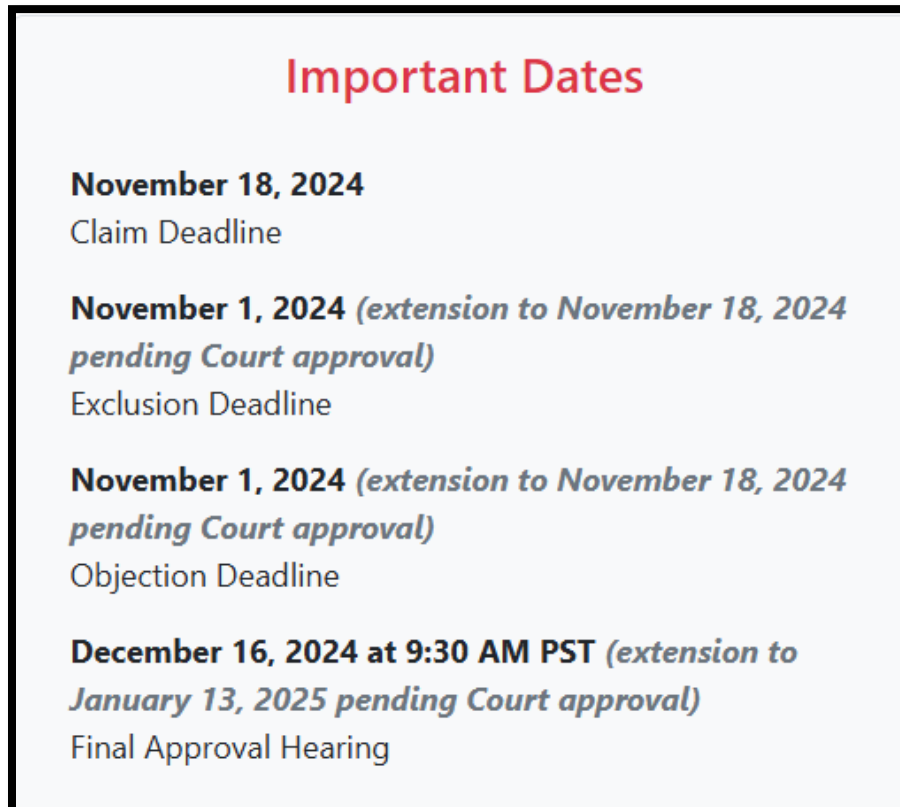 Important Dates
November 18, 2024
Claim Deadline
November 1, 2024 (extension to November 18, 2024
pending Court approval)
Exclusion Deadline
November 1, 2024 (extension to November 18, 2024
pending Court approval)
Objection Deadline
December 16, 2024 at 9:30 AM PST (extension to
January 13, 2025 pending Court approval)
Final Approval Hearing